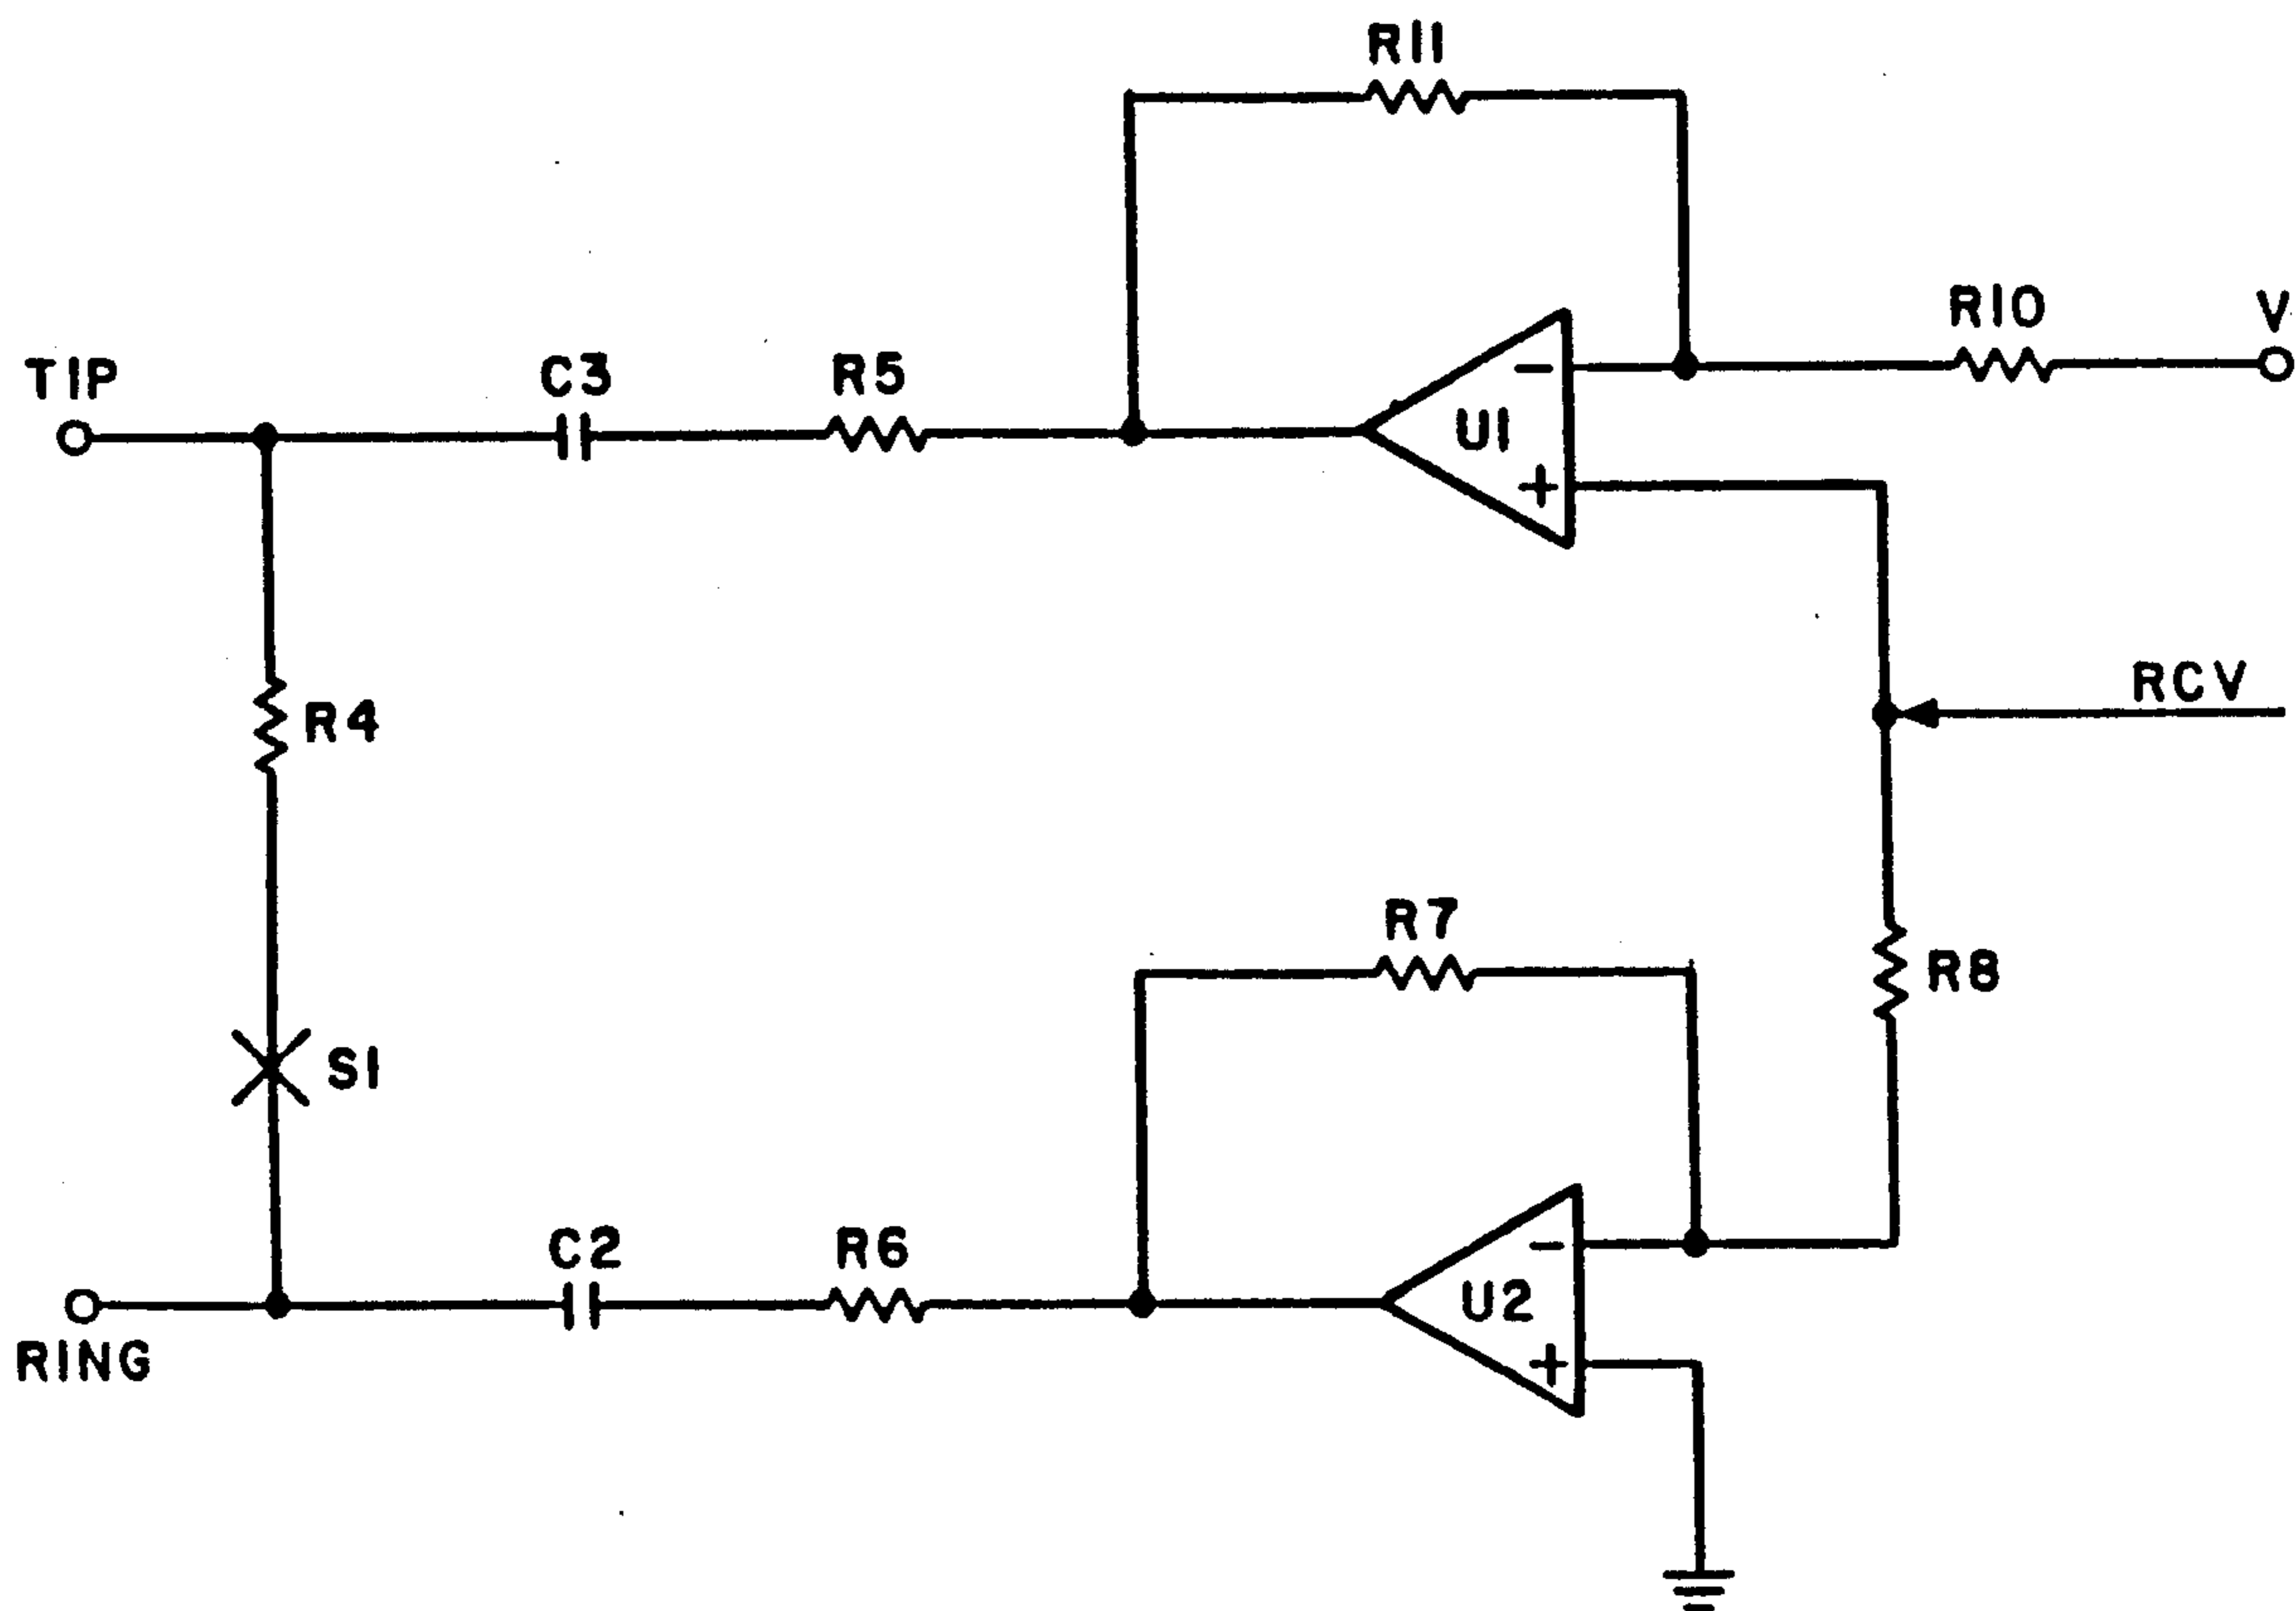 R11
R10
V
TIP
C3
R5
−
U1
+
RCV
R4
R7
R8
S1
C2
R6
−
U2
+
RING